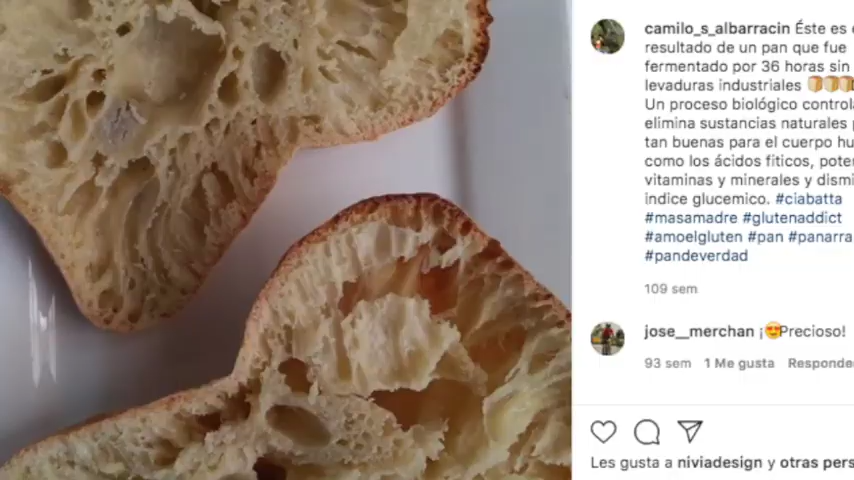 camilo_s_albarracin Éste es
resultado de un pan que fue
fermentado por 36 horas sin
levaduras industriales
Un proceso biológico
elimina sustancias naturales
tan buenas para el cuerpo
como los ácidos fiticos,
vitaminas y minerales y
indice glucemico. #ciabatta
#masamadre #glutenaddict
#amoelgluten #pan #panarra
#pandeverdad
109 sem
jose__merchan ¡😍Precioso!
93 sem 1 Me gusta
Les gusta a niviadesign y otras